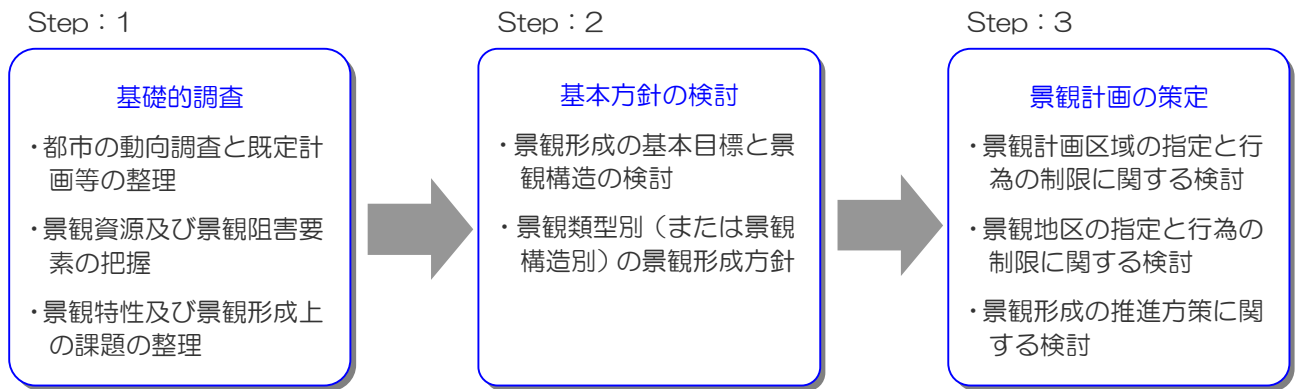 Step：1
基礎的調査
・都市の動向調査と既定計
画等の整理
・景観資源及び景観阻害要
素の把握
・景観特性及び景観形成上
の課題の整理
Step：2
基本方針の検討
・景観形成の基本目標と景
観構造の検討
・景観類型別（または景観
構造別）の景観形成方針
Step：3
景観計画の策定
・景観計画区域の指定と行
為の制限に関する検討
・景観地区の指定と行為の
制限に関する検討
・景観形成の推進方策に関
する検討